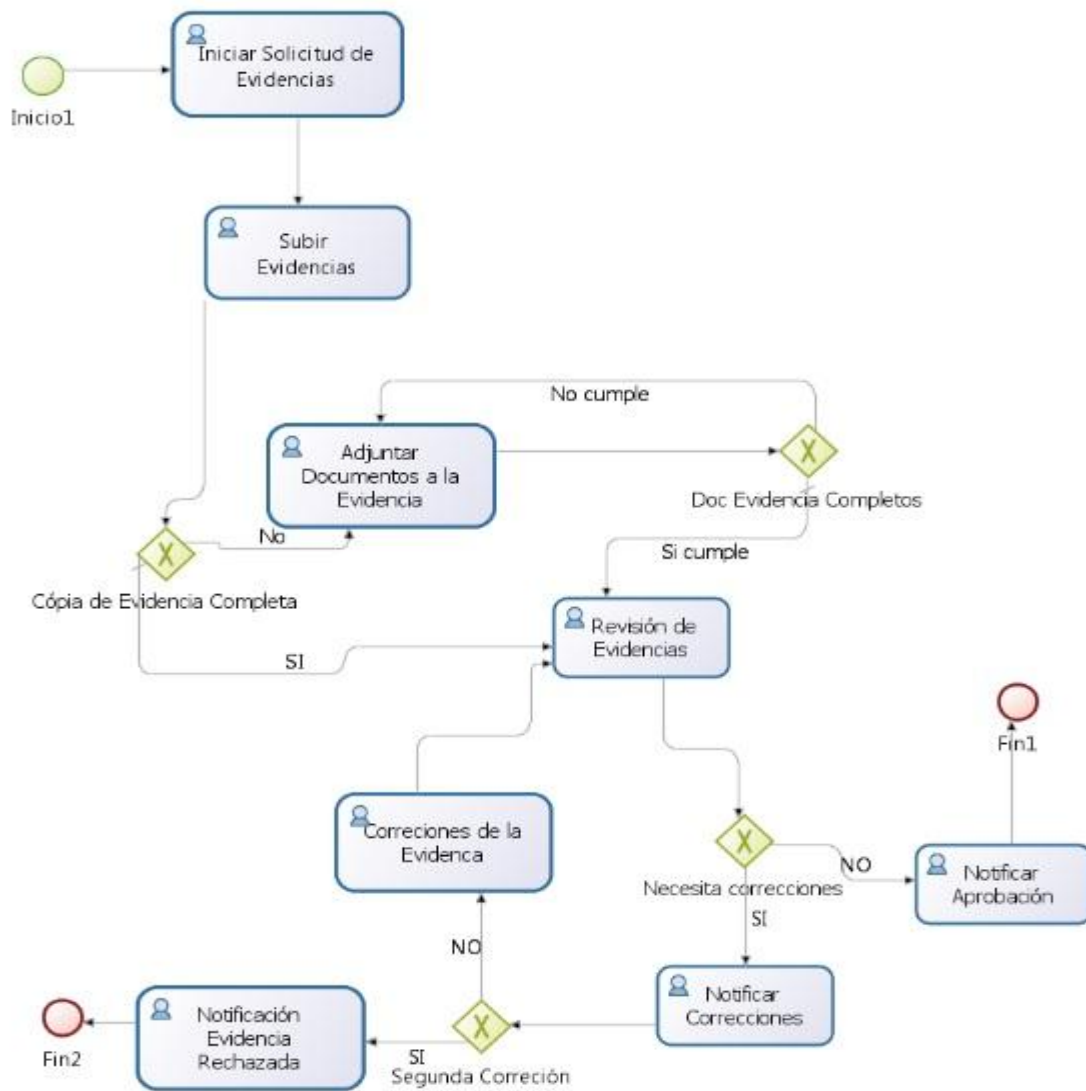 Iniciar Solicitud de
Evidencias
Inicio1
Subir
Evidencias
No cumple
Adjuntar
Documentos a la
Evidencia
Doc Evidencia Completos
No
Si cumple
Cópia de Evidencia Completa
Revisión de
Evidencias
SI
Fin1
Correciones de la
Evidenca
Necesita correcciones
NO
Notificar
Aprobación
SI
NO
Notificar
Correcciones
Notificación
Evidencia
Rechazada
Fin2
SI
Segunda Correción